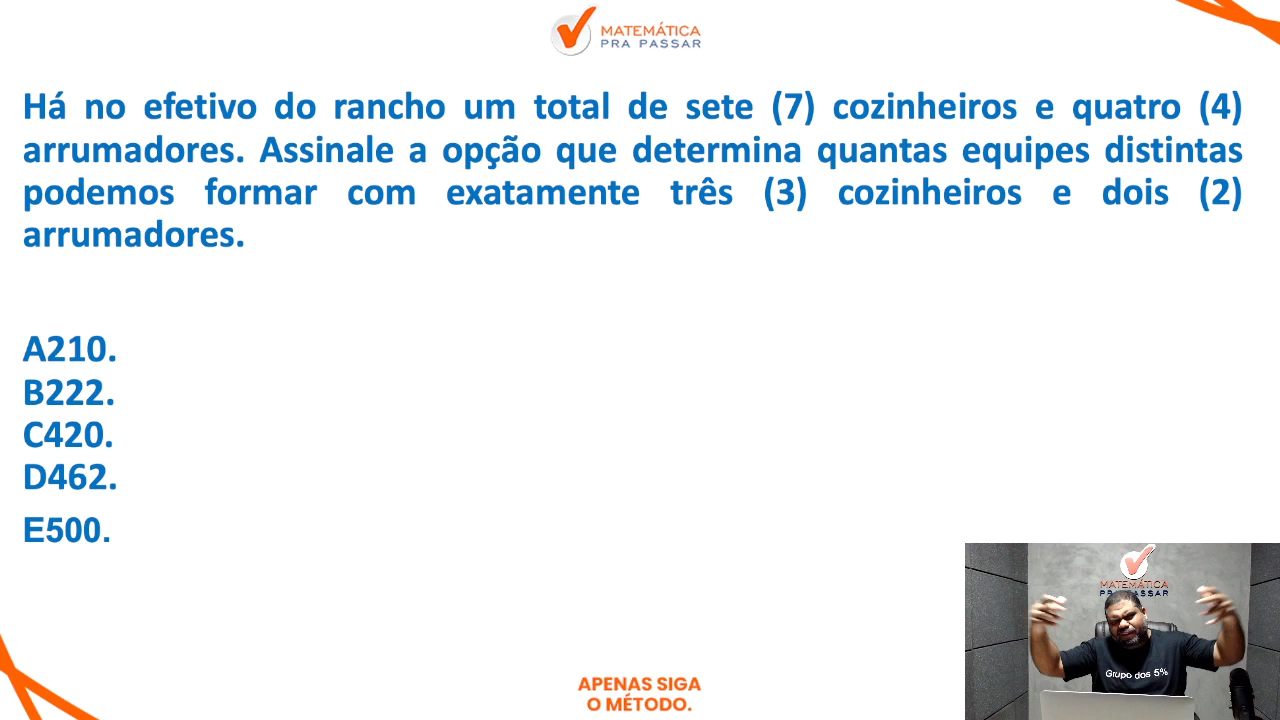 MATEMÁTICA
PRA PASSAR
Há no efetivo do rancho um total de sete (7) cozinheiros e quatro (4)
arrumadores. Assinale a opção que determina quantas equipes distintas
podemos formar com exatamente três (3) cozinheiros e dois (2)
arrumadores.
A210.
B222.
C420.
D462.
E500.
MATEMÁTICA
PRA PASSAR
Grupo dos 5%
APENAS SIGA
O MÉTODO.